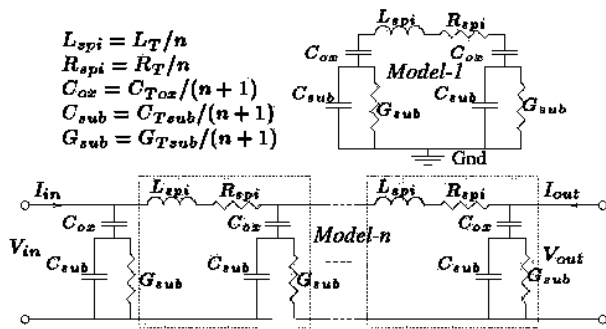 L_spi = L_T/n
R_spi = R_T/n
C_ox = C_Tox/(n + 1)
C_sub = C_Tsub/(n + 1)
G_sub = G_Tsub/(n + 1)
L_spi R_spi
C_ox C_ox
Model-1
C_sub G_sub C_sub G_sub
Gnd
I_in L_spi R_spi L_spi R_spi I_out
C_ox C_ox Model-n C_ox
V_in V_out
C_sub G_sub C_sub G_sub C_sub G_sub